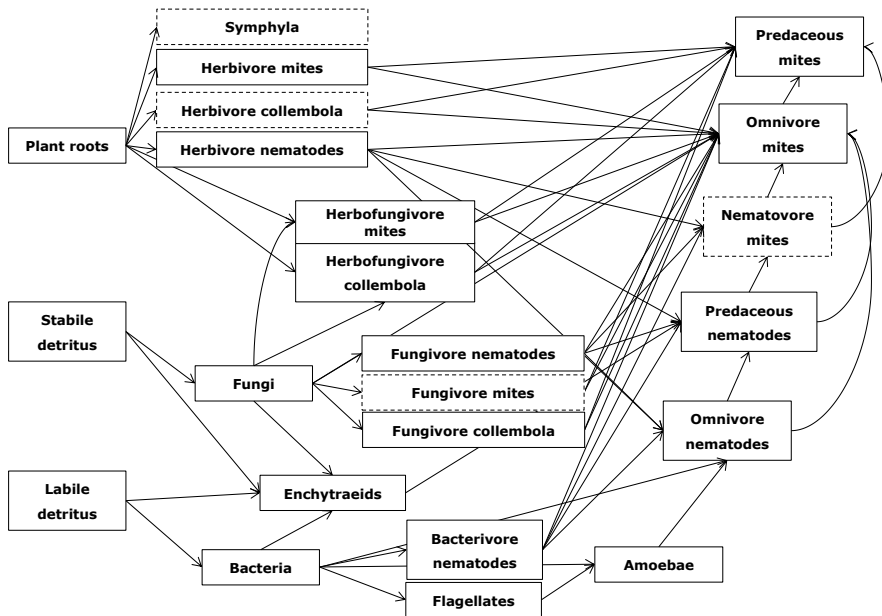 Symphyla
Herbivore mites
Herbivore collembola
Herbivore nematodes
Plant roots
Herbofungivore
mites
Herbofugivore
collembola
Stabile
detritus
Fungi
Fungivore nematodes
Fungivore mites
Fungivore collembola
Labile
detritus
Enchytraeids
Bacteria
Bacterivore
nematodes
Flagellates
Amoebae
Predaceous
mites
Omnivore
mites
Nematovore
mites
Predaceous
nematodes
Omnivore
nematodes